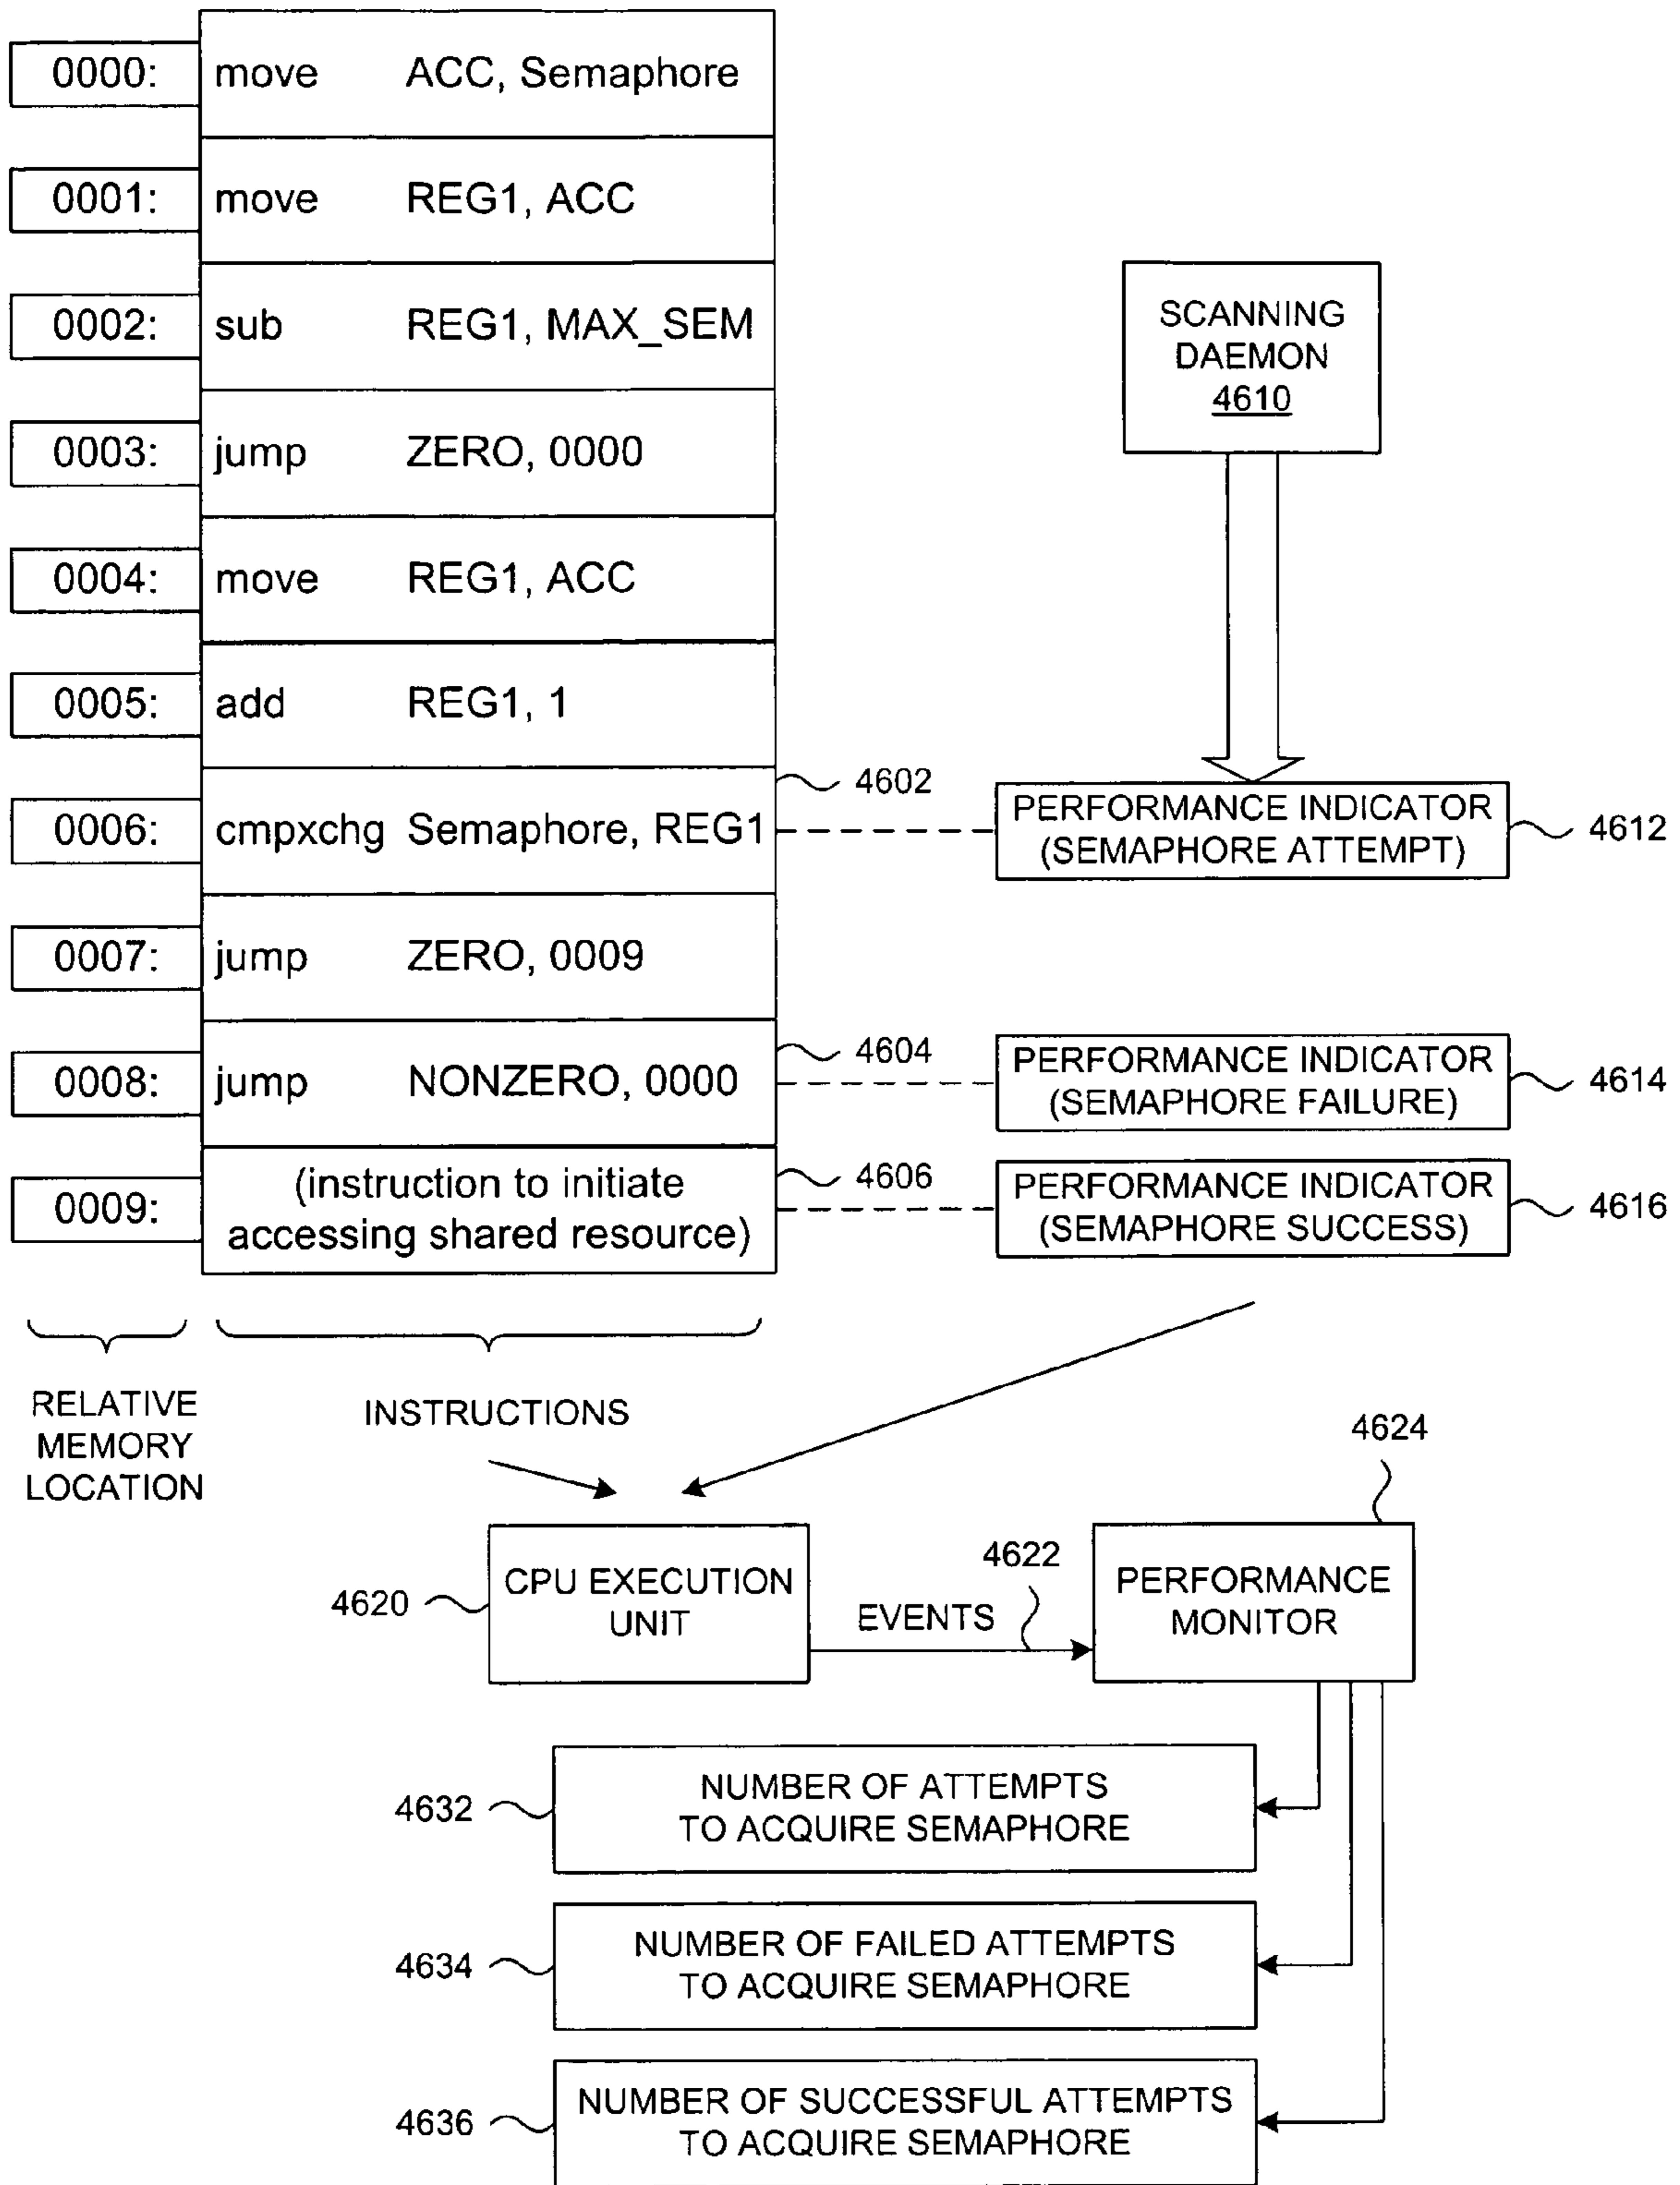 0000: move ACC, Semaphore
0001: move REG1, ACC
0002: sub REG1, MAX_SEM
0003: jump ZERO, 0000
0004: move REG1, ACC
0005: add REG1, 1
0006: cmpxchg Semaphore, REG1
0007: jump ZERO, 0009
0008: jump NONZERO, 0000
0009: (instruction to initiate
accessing shared resource)
4602
4604
4606
SCANNING
DAEMON
4610
PERFORMANCE INDICATOR
(SEMAPHORE ATTEMPT)
4612
PERFORMANCE INDICATOR
(SEMAPHORE FAILURE)
4614
PERFORMANCE INDICATOR
(SEMAPHORE SUCCESS)
4616
RELATIVE
MEMORY
LOCATION
INSTRUCTIONS
4620
CPU EXECUTION
UNIT
EVENTS
4622
4624
PERFORMANCE
MONITOR
4632
NUMBER OF ATTEMPTS
TO ACQUIRE SEMAPHORE
4634
NUMBER OF FAILED ATTEMPTS
TO ACQUIRE SEMAPHORE
4636
NUMBER OF SUCCESSFUL ATTEMPTS
TO ACQUIRE SEMAPHORE